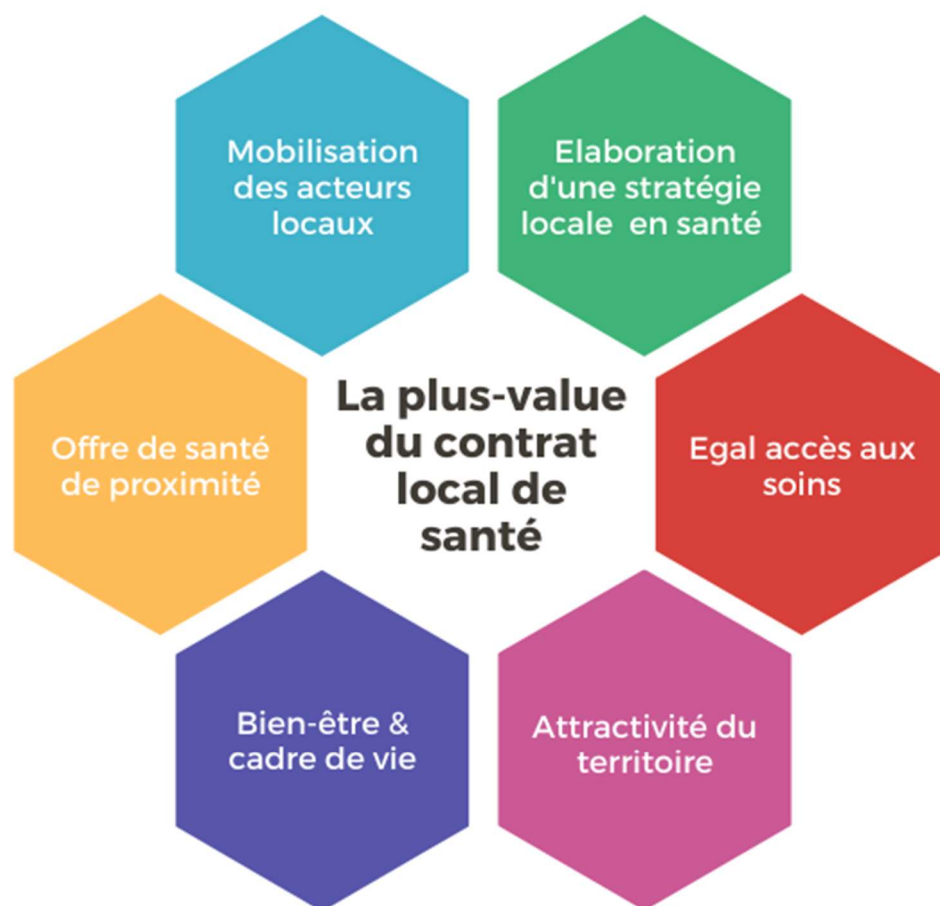 Mobilisation
des acteurs
locaux
Elaboration
d'une stratégie
locale en santé
Offre de santé
de proximité
La plus-value
du contrat
local de
santé
Egal accès aux
soins
Bien-être &
cadre de vie
Attractivité du
territoire